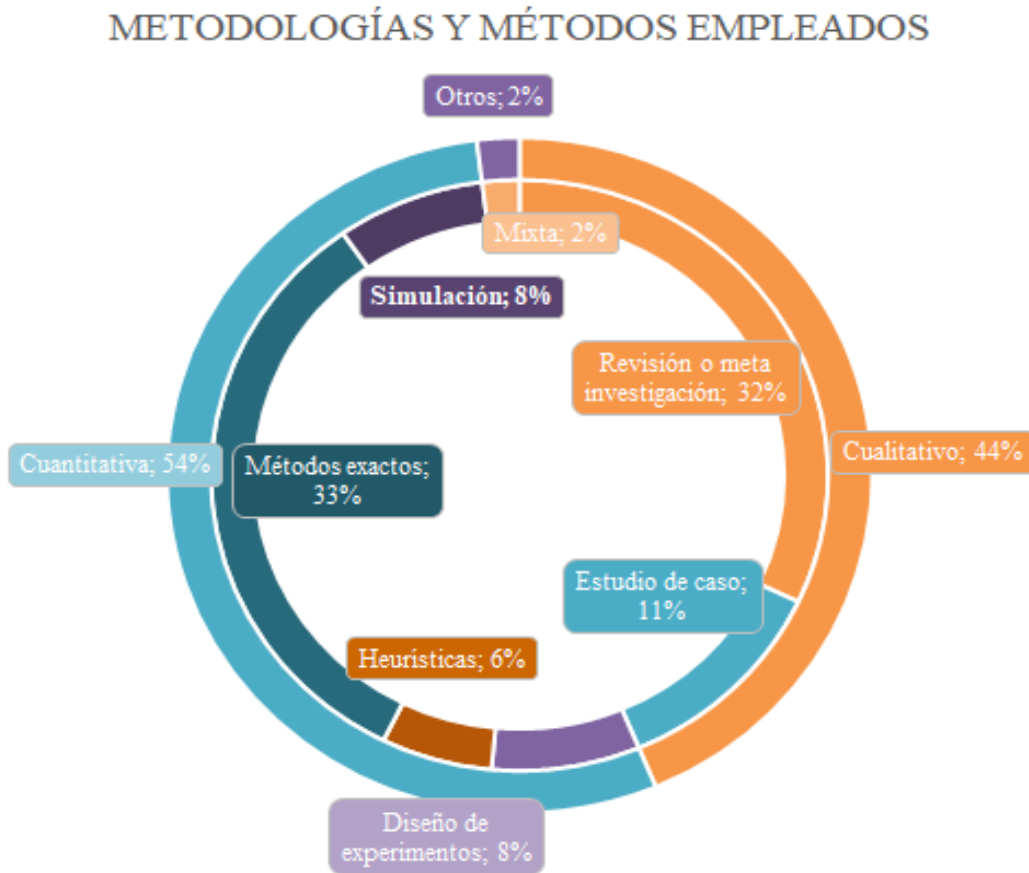 METODOLOGÍAS Y MÉTODOS EMPLEADOS
Otros; 2%
Mixta; 2%
Simulación; 8%
Revisión o meta
investigación; 32%
Cualitativo; 44%
Cuantitativa; 54%
Métodos exactos;
33%
Estudio de caso;
11%
Heurísticas; 6%
Diseño de
experimentos; 8%